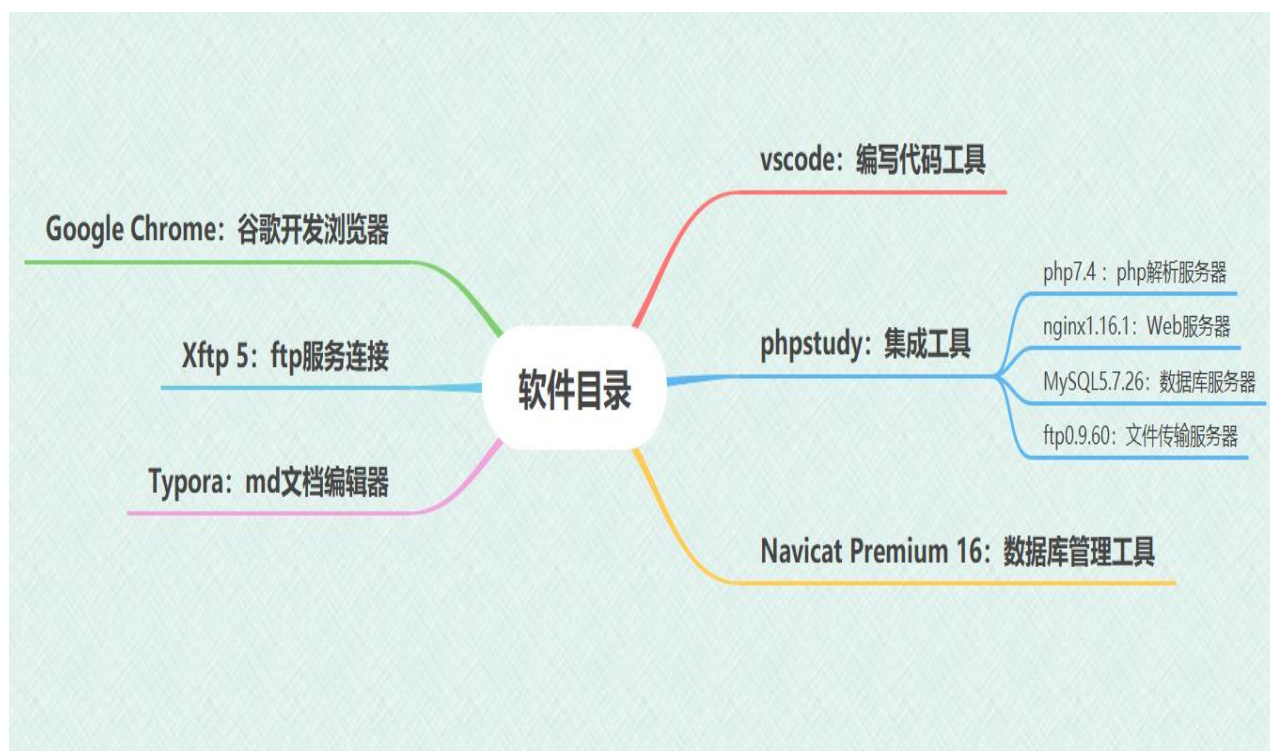 软件目录
vscode：编写代码工具
phpstudy：集成工具
php7.4 ：php解析服务器
nginx1.16.1：Web服务器
MySQL5.7.26：数据库服务器
ftp0.9.60：文件传输服务器
Navicat Premium 16：数据库管理工具
Google Chrome：谷歌开发浏览器
Xftp 5：ftp服务连接
Typora：md文档编辑器